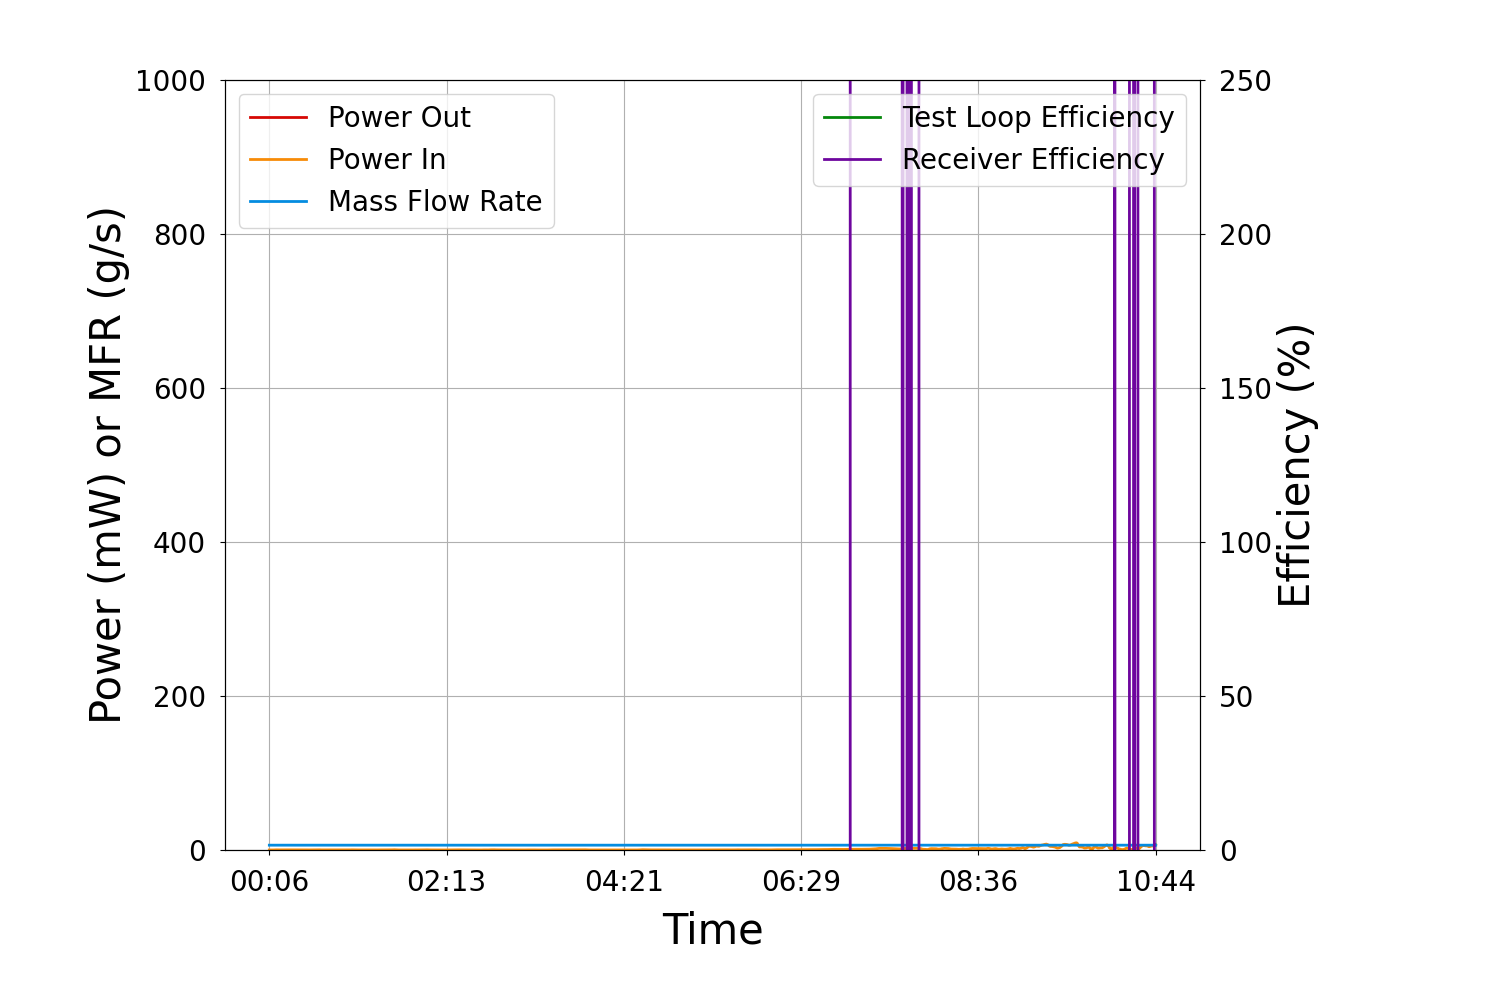 1000
800
600
400
200
0
Power (mW) or MFR (g/s)
Power Out
Power In
Mass Flow Rate
Test Loop Efficiency
Receiver Efficiency
250
200
150
100
50
0
Efficiency (%)
00:06 02:13 04:21 06:29 08:36 10:44
Time